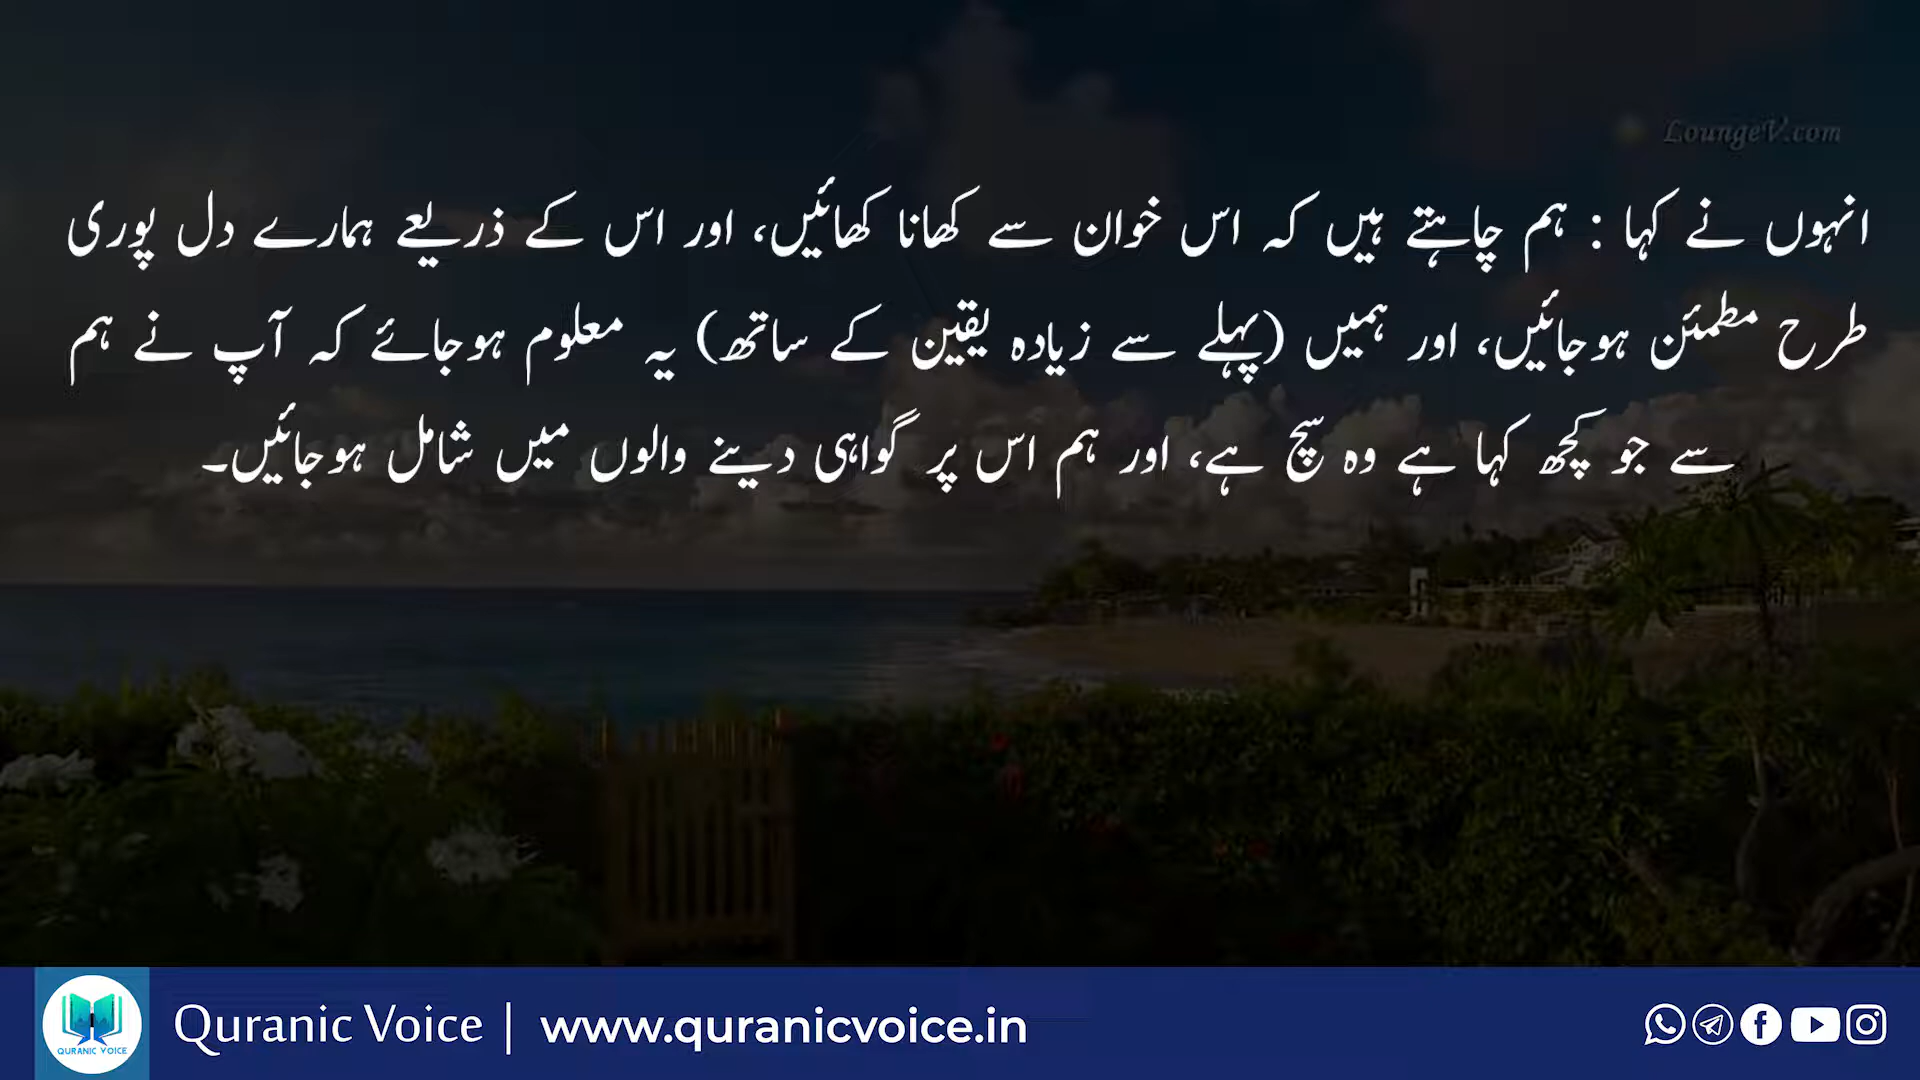 LoungeV.com
انہوں نے کہا : ہم چاہتے ہیں کہ اس خوان سے کھانا کھائیں، اور اس کے ذریعے ہمارے دل پوری
طرح مطمئن ہوجائیں، اور ہمیں (پہلے سے زیادہ یقین کے ساتھ) یہ معلوم ہوجائے کہ آپ نے ہم
سے جو کچھ کہا ہے وہ سچ ہے، اور ہم اس پر گواہی دینے والوں میں شامل ہوجائیں۔
QURANIC VOICE
Quranic Voice | www.quranicvoice.in